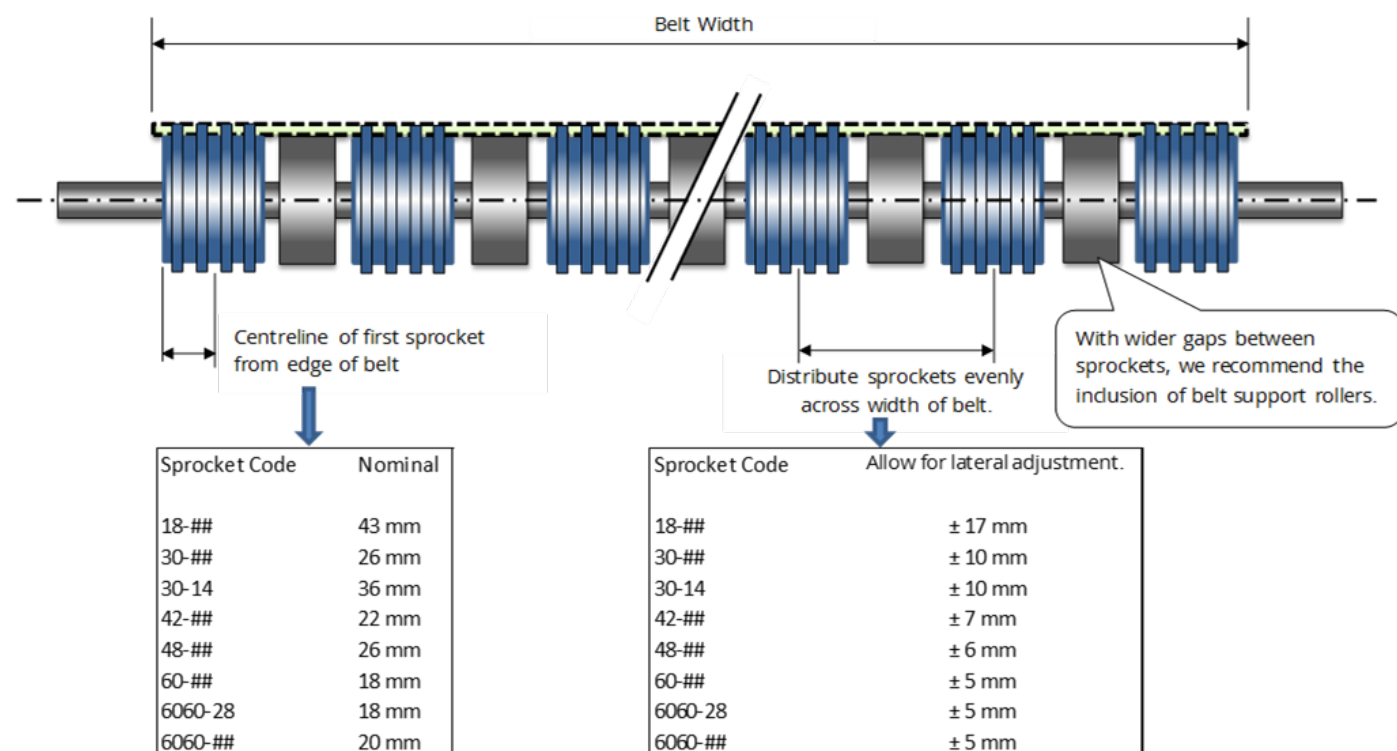 Belt Width
Centreline of first sprocket
from edge of belt
Distribute sprockets evenly
across width of belt.
With wider gaps between
sprockets, we recommend the
inclusion of belt support rollers.
Sprocket Code Nominal
18-## 43 mm
30-## 26 mm
30-14 36 mm
42-## 22 mm
48-## 26 mm
60-## 18 mm
6060-28 18 mm
6060-## 20 mm
Sprocket Code Allow for lateral adjustment.
18-## ± 17 mm
30-## ± 10 mm
30-14 ± 10 mm
42-## ± 7 mm
48-## ± 6 mm
60-## ± 5 mm
6060-28 ± 5 mm
6060-## ± 5 mm